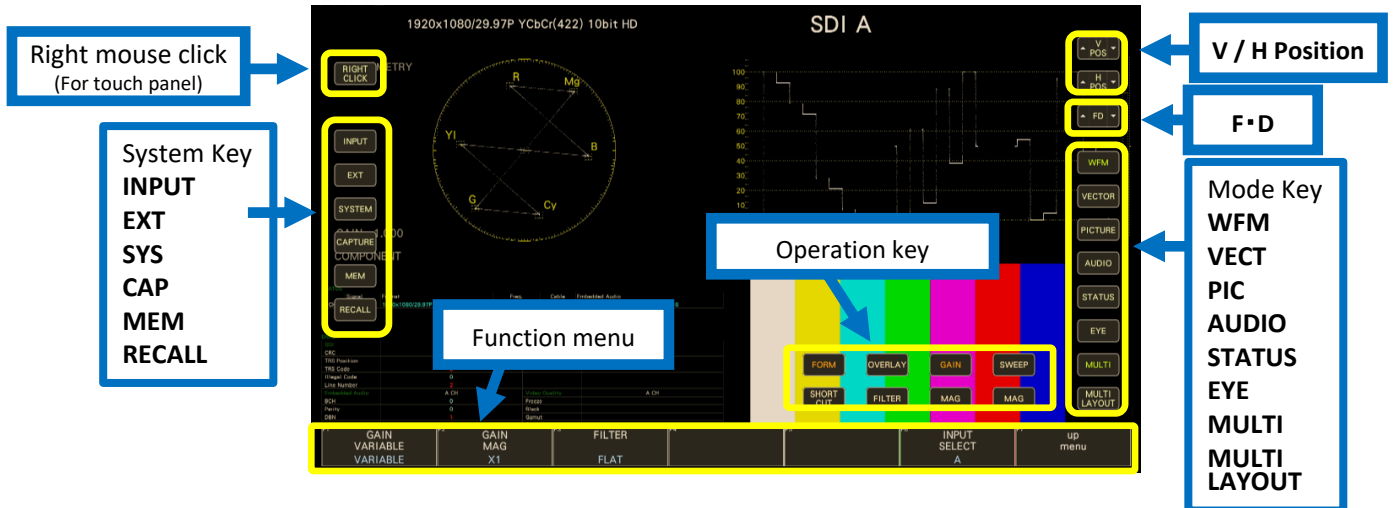 1920x1080/29.97P YCbCr(422) 10bit HD
SDI A
Right mouse click
(For touch panel)
RIGHT
CLICK
System Key
INPUT
EXT
SYS
CAP
MEM
RECALL
INPUT
EXT
SYSTEM
CAPTURE
MEM
RECALL
COMPONENT
R
Mg
B
Cy
G
Yl
100
90
80
70
60
50
40
30
20
10
V
POS
H
POS
FD
V / H Position
F・D
WFM
VECTOR
PICTURE
AUDIO
STATUS
EYE
MULTI
MULTI
LAYOUT
Mode Key
WFM
VECT
PIC
AUDIO
STATUS
EYE
MULTI
MULTI
LAYOUT
Operation key
FORM OVERLAY GAIN SWEEP
SHORT
CUT FILTER MAG MAG
Function menu
Signal Format Freq. Cable Embedded Audio
CRC
TRS Position
TRS Code
Illegal Code 0
Line Number 2
Embedded Audio A CH Video Quality A CH
BCH 0 Freeze
Parity 0 Black
DBN 1 Gamut
GAIN
VARIABLE
VARIABLE
GAIN
MAG
X1
FILTER
FLAT
INPUT
SELECT
A
up
menu